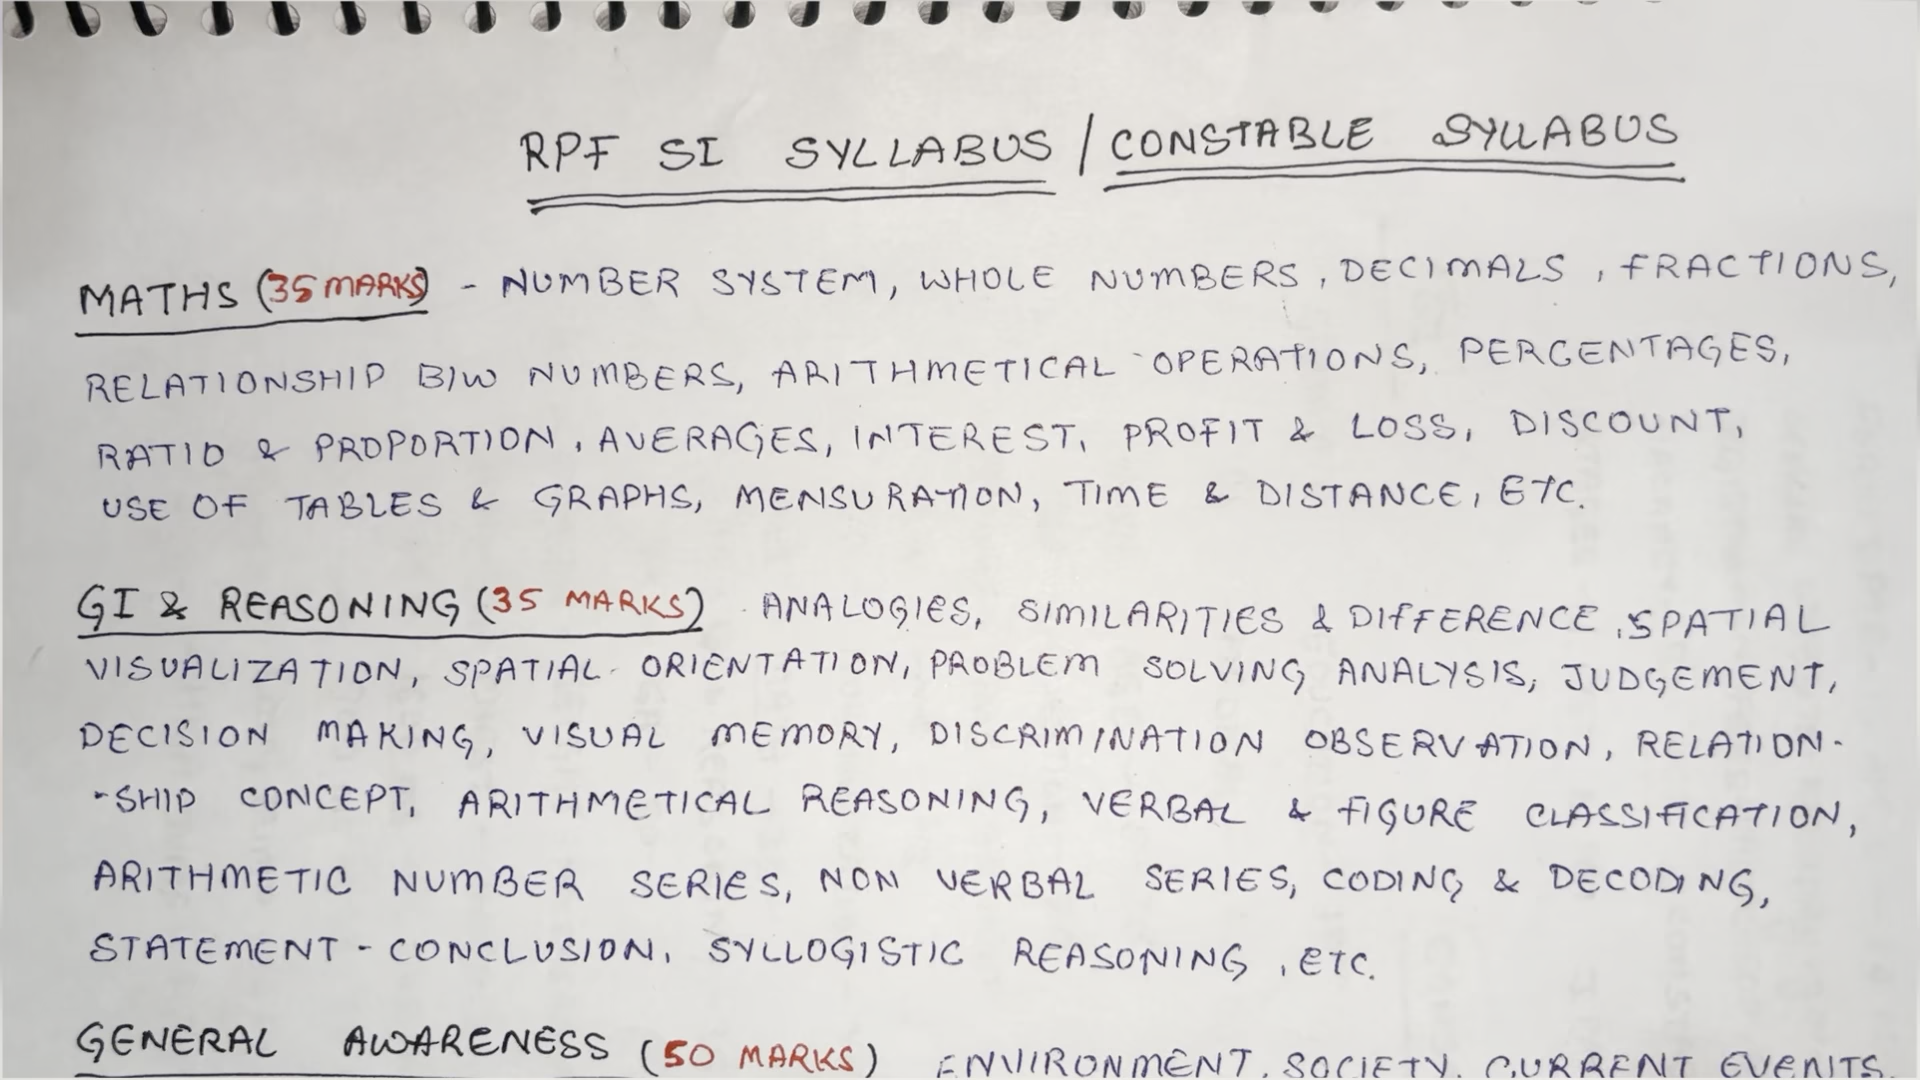 RPF SI SYLLABUS / CONSTABLE SYLLABUS
MATHS (35 MARKS) - NUMBER SYSTEM, WHOLE NUMBERS, DECIMALS, FRACTIONS,
RELATIONSHIP B/W NUMBERS, ARITHMETICAL OPERATIONS, PERCENTAGES,
RATIO & PROPORTION, AVERAGES, INTEREST, PROFIT & LOSS, DISCOUNT,
USE OF TABLES & GRAPHS, MENSURATION, TIME & DISTANCE, ETC.
GI & REASONING (35 MARKS) - ANALOGIES, SIMILARITIES & DIFFERENCE, SPATIAL
VISUALIZATION, SPATIAL ORIENTATION, PROBLEM SOLVING ANALYSIS, JUDGEMENT,
DECISION MAKING, VISUAL MEMORY, DISCRIMINATION OBSERVATION, RELATION-
-SHIP CONCEPT, ARITHMETICAL REASONING, VERBAL & FIGURE CLASSIFICATION,
ARITHMETIC NUMBER SERIES, NON VERBAL SERIES, CODING & DECODING,
STATEMENT - CONCLUSION, SYLLOGISTIC REASONING, ETC.
GENERAL AWARENESS (50 MARKS) ENVIRONMENT, SOCIETY, CURRENT EVENTS,